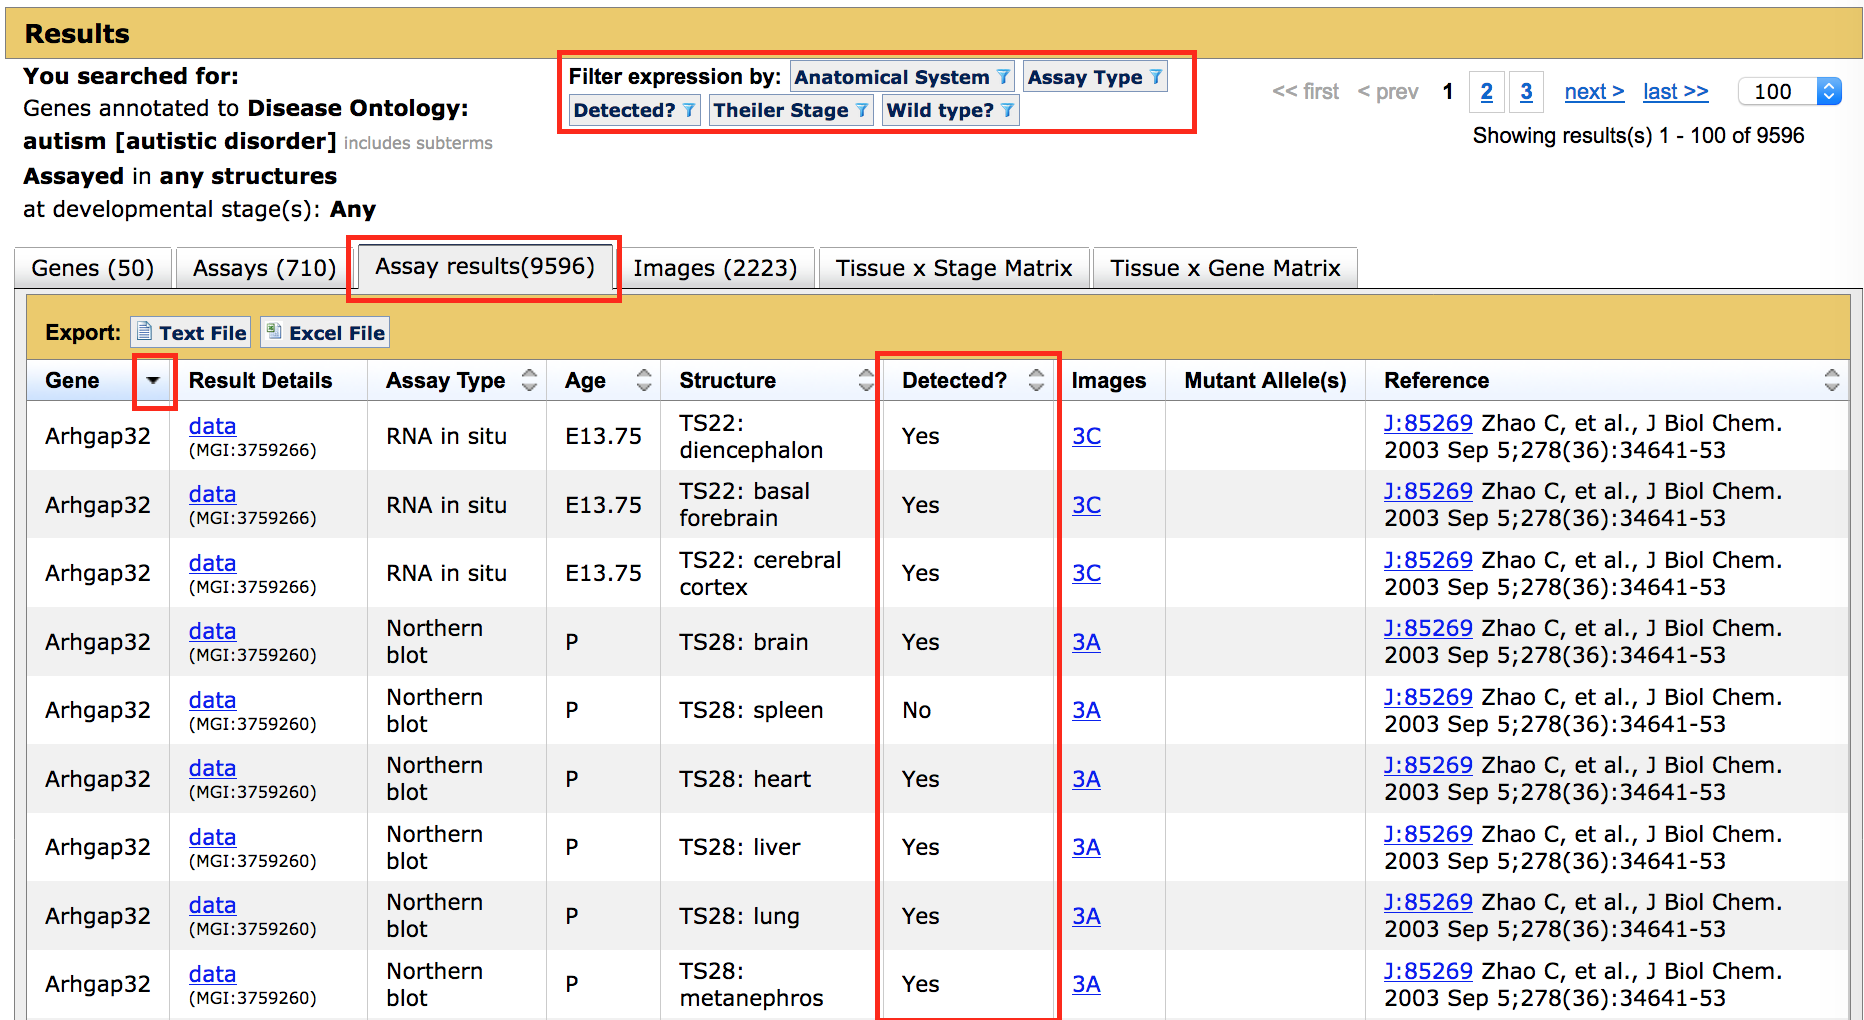 Results
You searched for:
Genes annotated to Disease Ontology:
autism [autistic disorder] includes subterms
Assayed in any structures
at developmental stage(s): Any
Filter expression by: Anatomical System Assay Type
Detected? Theiler Stage Wild type?
<< first < prev 1 2 3 next > last >> 100
Showing results(s) 1 - 100 of 9596
Genes (50) Assays (710) Assay results(9596) Images (2223) Tissue x Stage Matrix Tissue x Gene Matrix
Export: Text File Excel File
Gene Result Details Assay Type Age Structure Detected? Images Mutant Allele(s) Reference
Arhgap32 data (MGI:3759266) RNA in situ E13.75 TS22: diencephalon Yes 3C J:85269 Zhao C, et al., J Biol Chem. 2003 Sep 5;278(36):34641-53
Arhgap32 data (MGI:3759266) RNA in situ E13.75 TS22: basal forebrain Yes 3C J:85269 Zhao C, et al., J Biol Chem. 2003 Sep 5;278(36):34641-53
Arhgap32 data (MGI:3759266) RNA in situ E13.75 TS22: cerebral cortex Yes 3C J:85269 Zhao C, et al., J Biol Chem. 2003 Sep 5;278(36):34641-53
Arhgap32 data (MGI:3759260) Northern blot P TS28: brain Yes 3A J:85269 Zhao C, et al., J Biol Chem. 2003 Sep 5;278(36):34641-53
Arhgap32 data (MGI:3759260) Northern blot P TS28: spleen No 3A J:85269 Zhao C, et al., J Biol Chem. 2003 Sep 5;278(36):34641-53
Arhgap32 data (MGI:3759260) Northern blot P TS28: heart Yes 3A J:85269 Zhao C, et al., J Biol Chem. 2003 Sep 5;278(36):34641-53
Arhgap32 data (MGI:3759260) Northern blot P TS28: liver Yes 3A J:85269 Zhao C, et al., J Biol Chem. 2003 Sep 5;278(36):34641-53
Arhgap32 data (MGI:3759260) Northern blot P TS28: lung Yes 3A J:85269 Zhao C, et al., J Biol Chem. 2003 Sep 5;278(36):34641-53
Arhgap32 data (MGI:3759260) Northern blot P TS28: metanephros Yes 3A J:85269 Zhao C, et al., J Biol Chem. 2003 Sep 5;278(36):34641-53